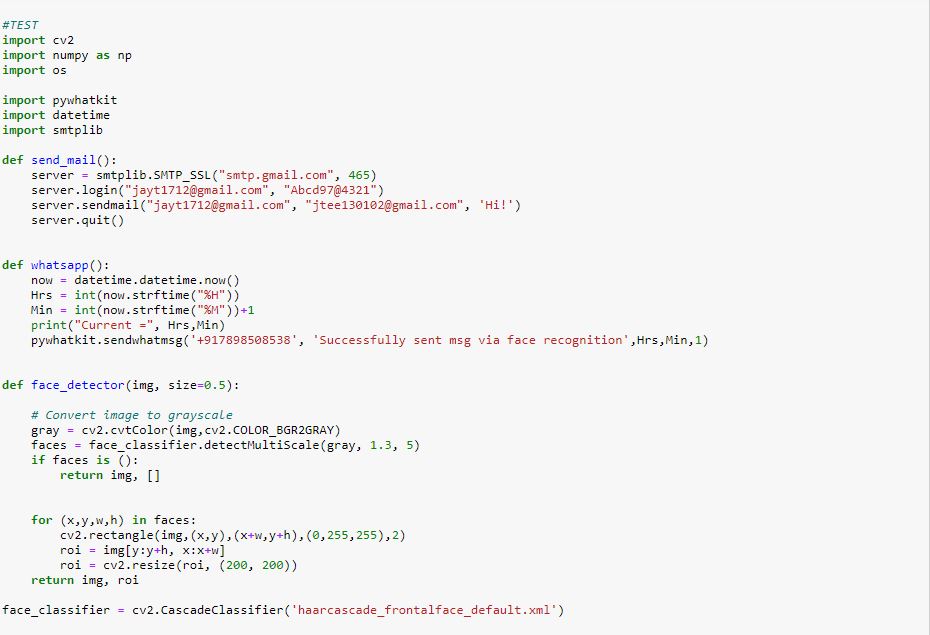 #TEST
import cv2
import numpy as np
import os
import pywhatkit
import datetime
import smtplib
def send_mail():
    server = smtplib.SMTP_SSL("smtp.gmail.com", 465)
    server.login("jayt1712@gmail.com", "Abcd97@4321")
    server.sendmail("jayt1712@gmail.com", "jtee130102@gmail.com", 'Hi!')
    server.quit()
def whatsapp():
    now = datetime.datetime.now()
    Hrs = int(now.strftime("%H"))
    Min = int(now.strftime("%M"))+1
    print("Current =", Hrs,Min)
    pywhatkit.sendwhatmsg('+917898508538', 'Successfully sent msg via face recognition',Hrs,Min,1)
def face_detector(img, size=0.5):
    # Convert image to grayscale
    gray = cv2.cvtColor(img,cv2.COLOR_BGR2GRAY)
    faces = face_classifier.detectMultiScale(gray, 1.3, 5)
    if faces is ():
        return img, []
    for (x,y,w,h) in faces:
        cv2.rectangle(img,(x,y),(x+w,y+h),(0,255,255),2)
        roi = img[y:y+h, x:x+w]
        roi = cv2.resize(roi, (200, 200))
    return img, roi
face_classifier = cv2.CascadeClassifier('haarcascade_frontalface_default.xml')